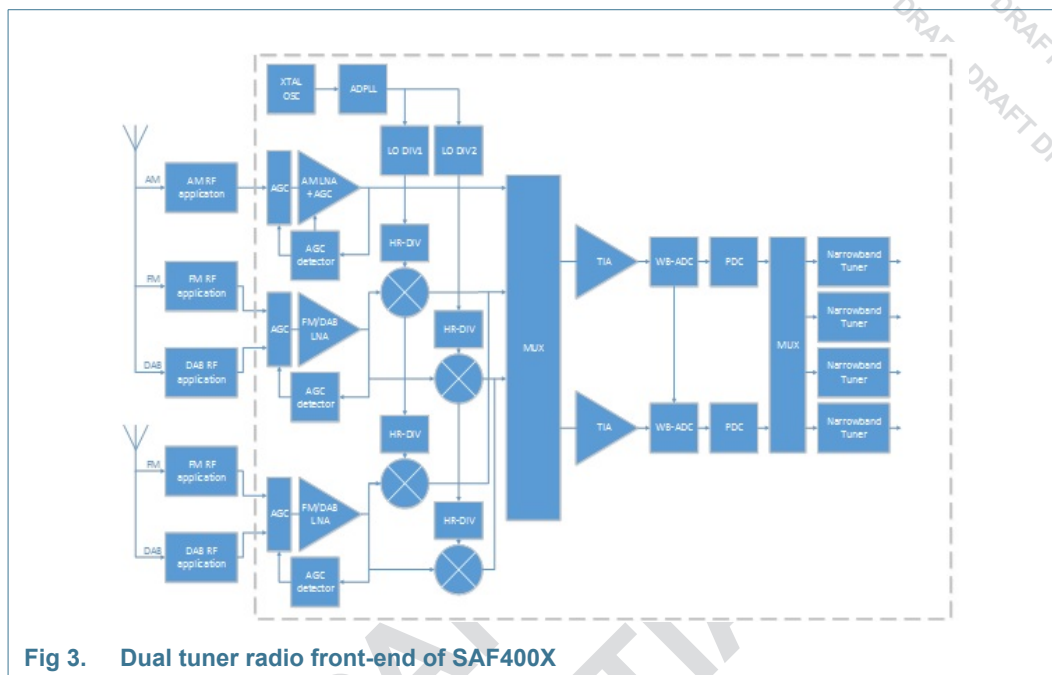 DRAFT
DRAFT
DRAFT
DRAFT
XTAL
OSC
ADPLL
LO DIV1
LO DIV2
AM
AM RF
applicaton
AGC
AM LNA
+ AGC
AGC
detector
HR-DIV
FM
FM RF
application
AGC
FM/DAB
LNA
HR-DIV
DAB
DAB RF
application
AGC
detector
HR-DIV
MUX
TIA
WB-ADC
PDC
MUX
Narrowband
Tuner
Narrowband
Tuner
Narrowband
Tuner
Narrowband
Tuner
TIA
WB-ADC
PDC
FM
FM RF
application
AGC
FM/DAB
LNA
HR-DIV
DAB
DAB RF
application
AGC
detector
Fig 3. Dual tuner radio front-end of SAF400X